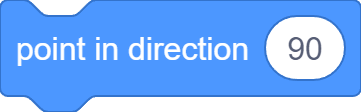 point in direction 90